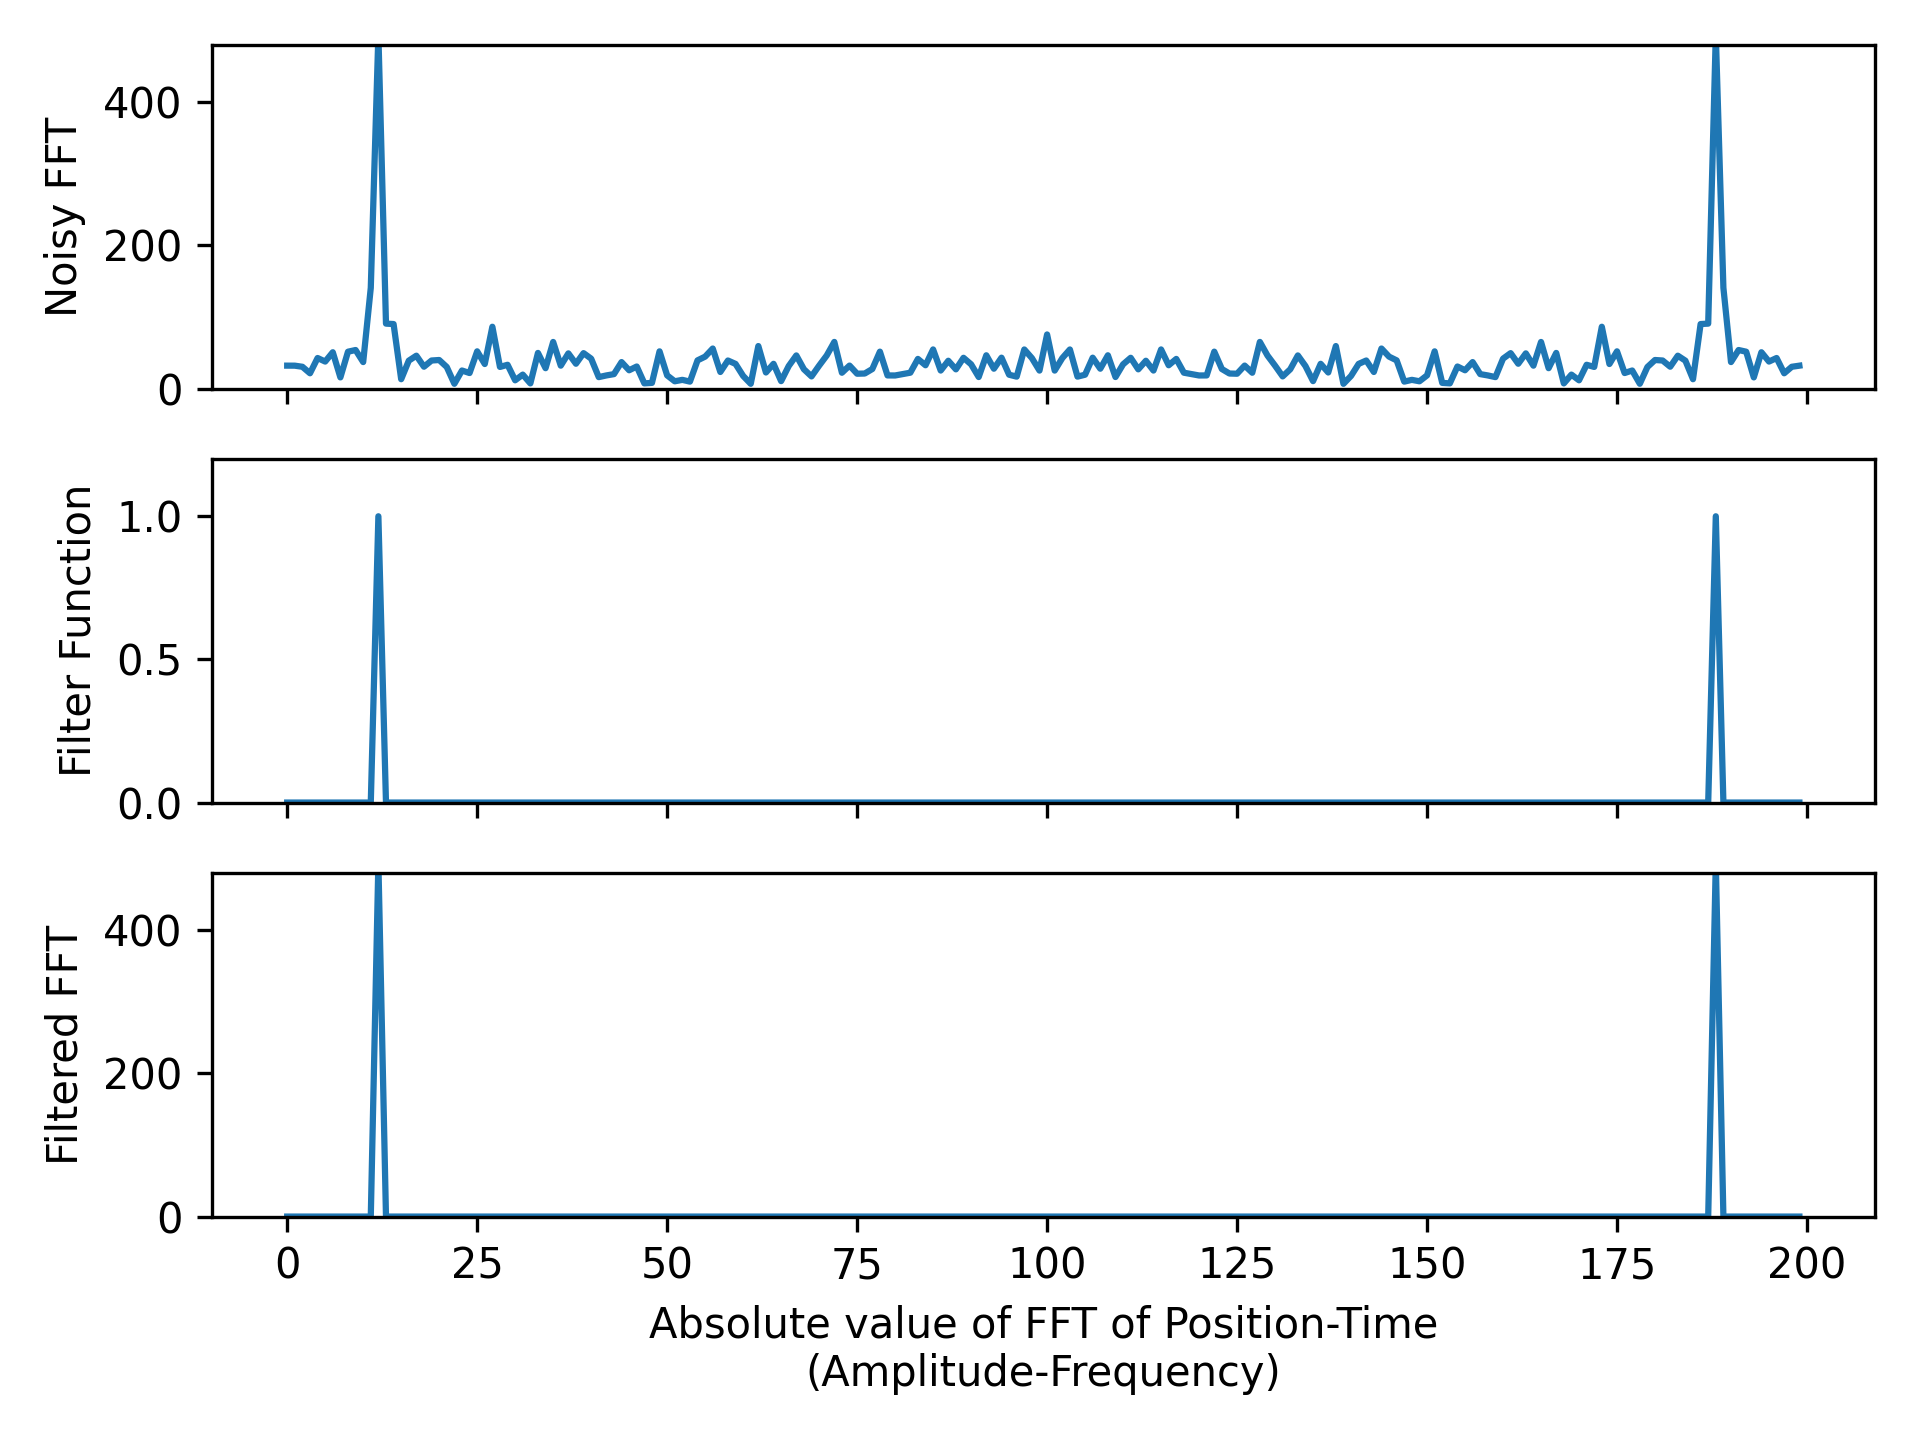 Noisy FFT
400
200
0
Filter Function
1.0
0.5
0.0
Filtered FFT
400
200
0
0 25 50 75 100 125 150 175 200
Absolute value of FFT of Position-Time
(Amplitude-Frequency)